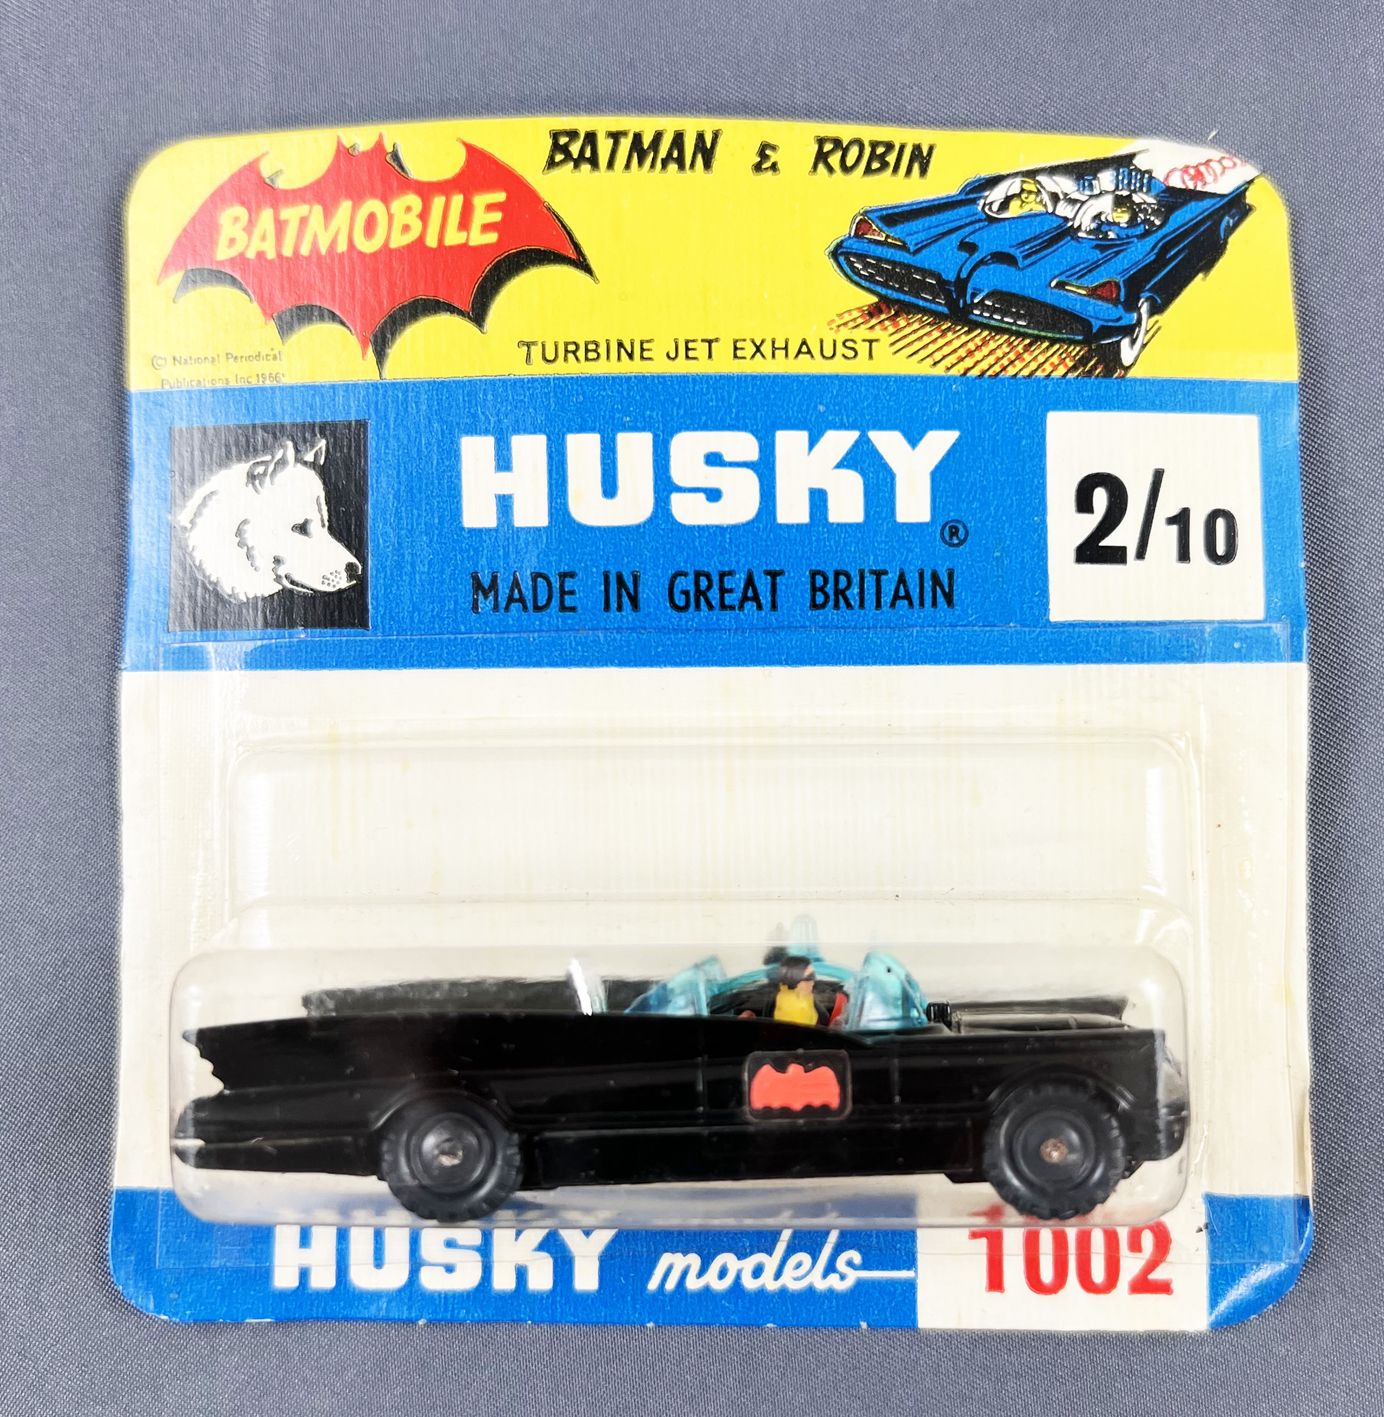 BATMAN & ROBIN
BATMOBILE
TURBINE JET EXHAUST
(C) National Periodical
Publications Inc 1966
HUSKY®
2/10
MADE IN GREAT BRITAIN
HUSKY models
1002